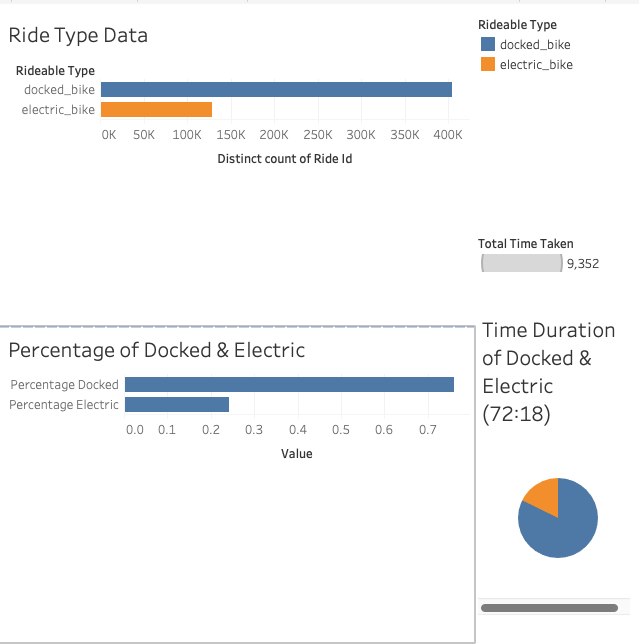 Ride Type Data
Rideable Type
docked_bike
electric_bike
0K 50K 100K 150K 200K 250K 300K 350K 400K
Distinct count of Ride Id
Rideable Type
docked_bike
electric_bike
Total Time Taken
9,352
Percentage of Docked & Electric
Percentage Docked
Percentage Electric
0.0 0.1 0.2 0.3 0.4 0.5 0.6 0.7
Value
Time Duration
of Docked &
Electric
(72:18)